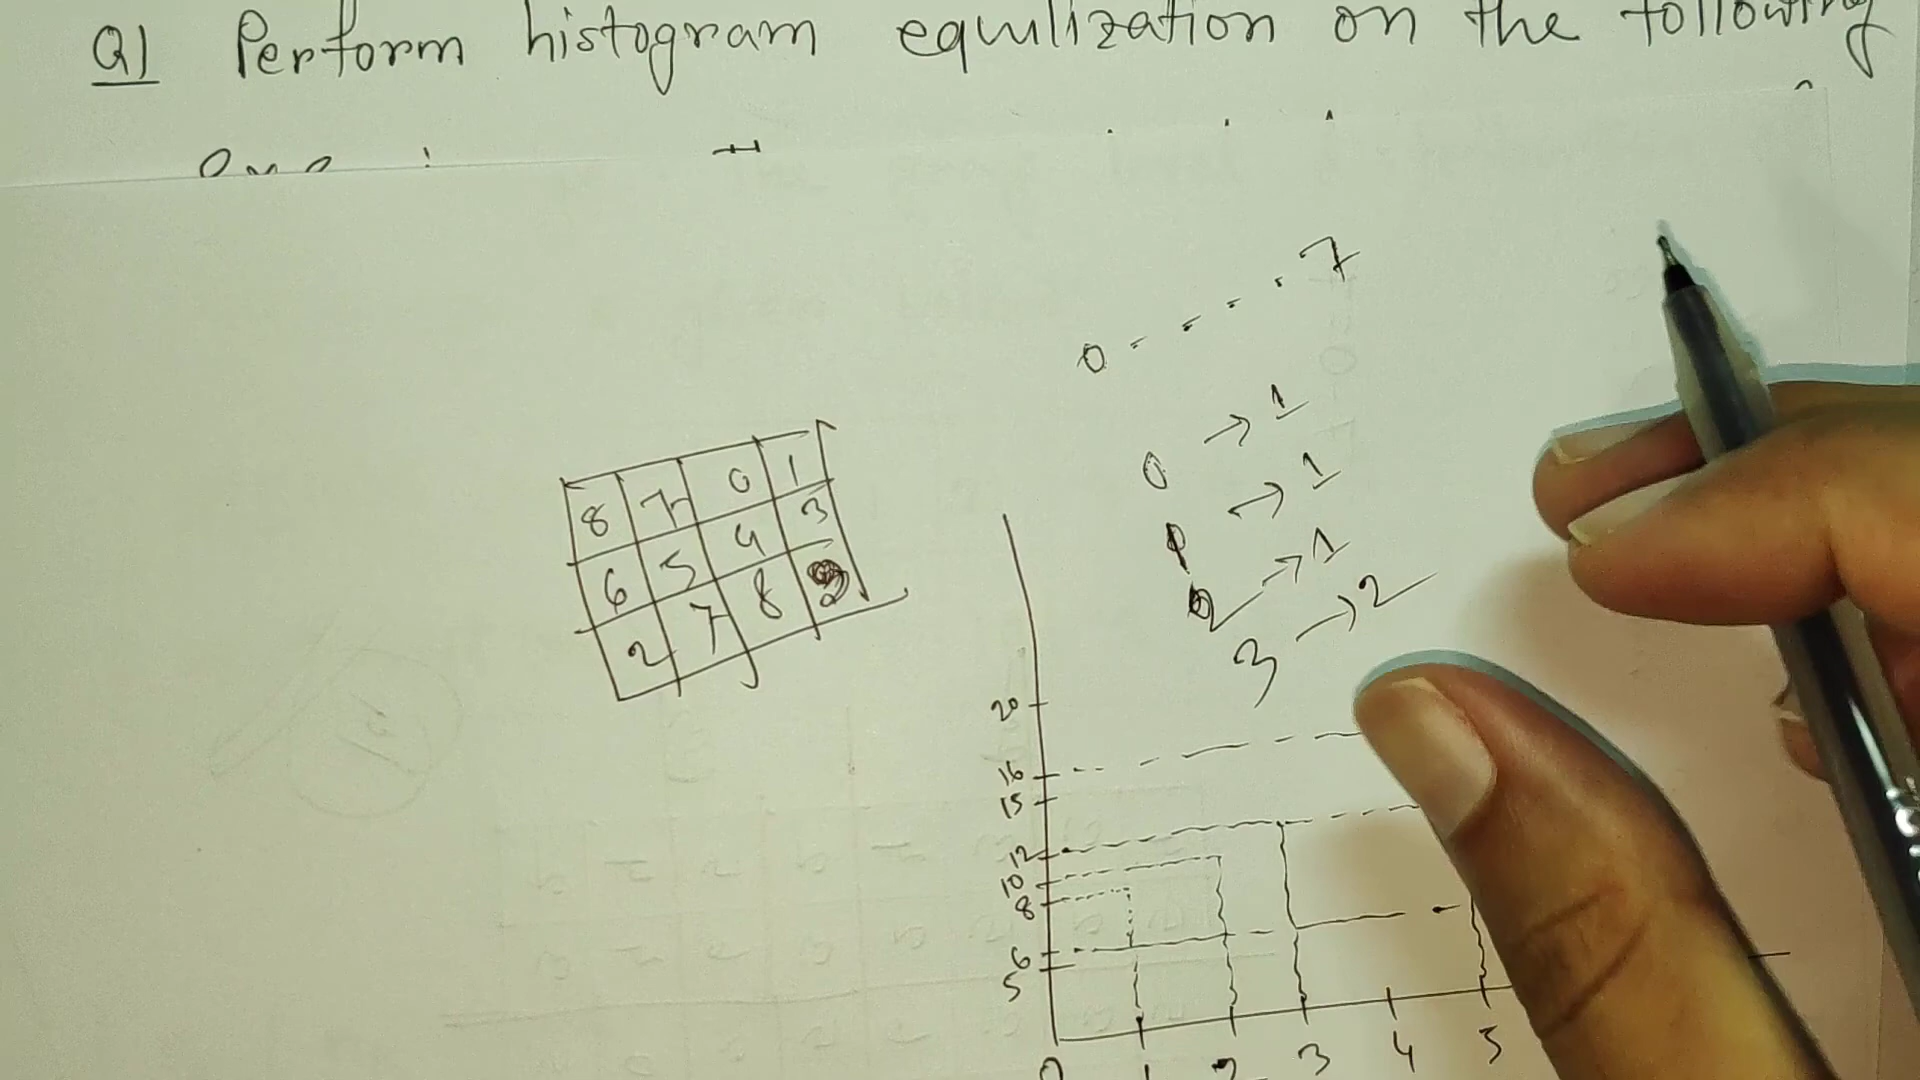 Q1 Perform histogram equilization on the following
0 - - - - 7
8 7 0 1
6 5 4 3
2 7 8
0 → 1
1 → 1
2 → 1
3 → 2
20
16
15
12
10
8
6
5
0 1 2 3 4 5